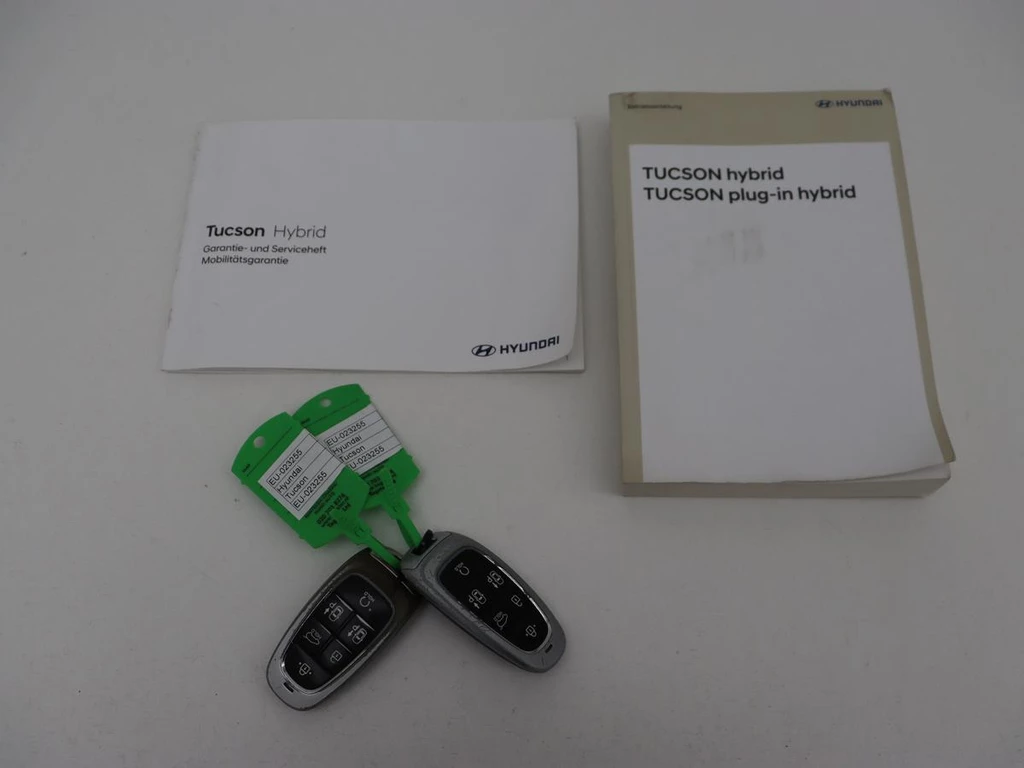 Tucson Hybrid
Garantie- und Serviceheft
Mobilitätsgarantie
HYUNDAI
Betriebsanleitung
HYUNDAI
TUCSON hybrid
TUCSON plug-in hybrid
EU-023255
Hyundai
Tucson
EU-023255
EU-023255
Hyundai
Tucson
EU-023255